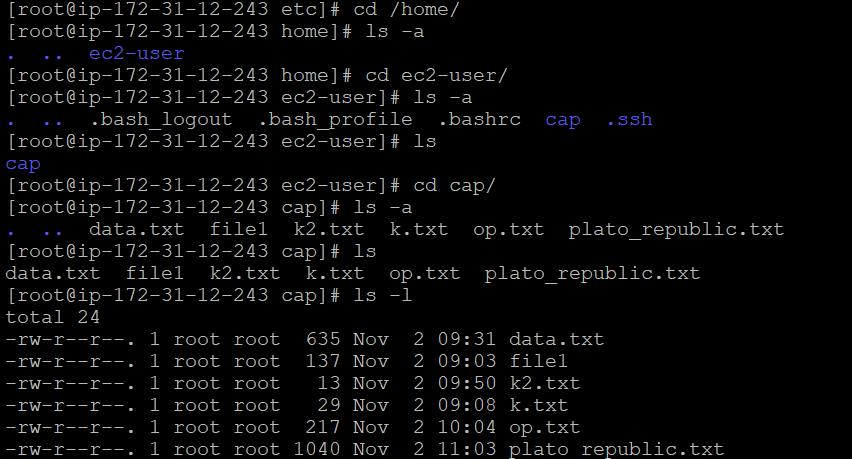 [root@ip-172-31-12-243 etc]# cd /home/
[root@ip-172-31-12-243 home]# ls -a
.  ..  ec2-user
[root@ip-172-31-12-243 home]# cd ec2-user/
[root@ip-172-31-12-243 ec2-user]# ls -a
.  ..  .bash_logout  .bash_profile  .bashrc  cap  .ssh
[root@ip-172-31-12-243 ec2-user]# ls
cap
[root@ip-172-31-12-243 ec2-user]# cd cap/
[root@ip-172-31-12-243 cap]# ls -a
.  ..  data.txt  file1  k2.txt  k.txt  op.txt  plato_republic.txt
[root@ip-172-31-12-243 cap]# ls
data.txt  file1  k2.txt  k.txt  op.txt  plato_republic.txt
[root@ip-172-31-12-243 cap]# ls -l
total 24
-rw-r--r--. 1 root root  635 Nov  2 09:31 data.txt
-rw-r--r--. 1 root root  137 Nov  2 09:03 file1
-rw-r--r--. 1 root root   13 Nov  2 09:50 k2.txt
-rw-r--r--. 1 root root   29 Nov  2 09:08 k.txt
-rw-r--r--. 1 root root  217 Nov  2 10:04 op.txt
-rw-r--r--. 1 root root 1040 Nov  2 11:03 plato_republic.txt